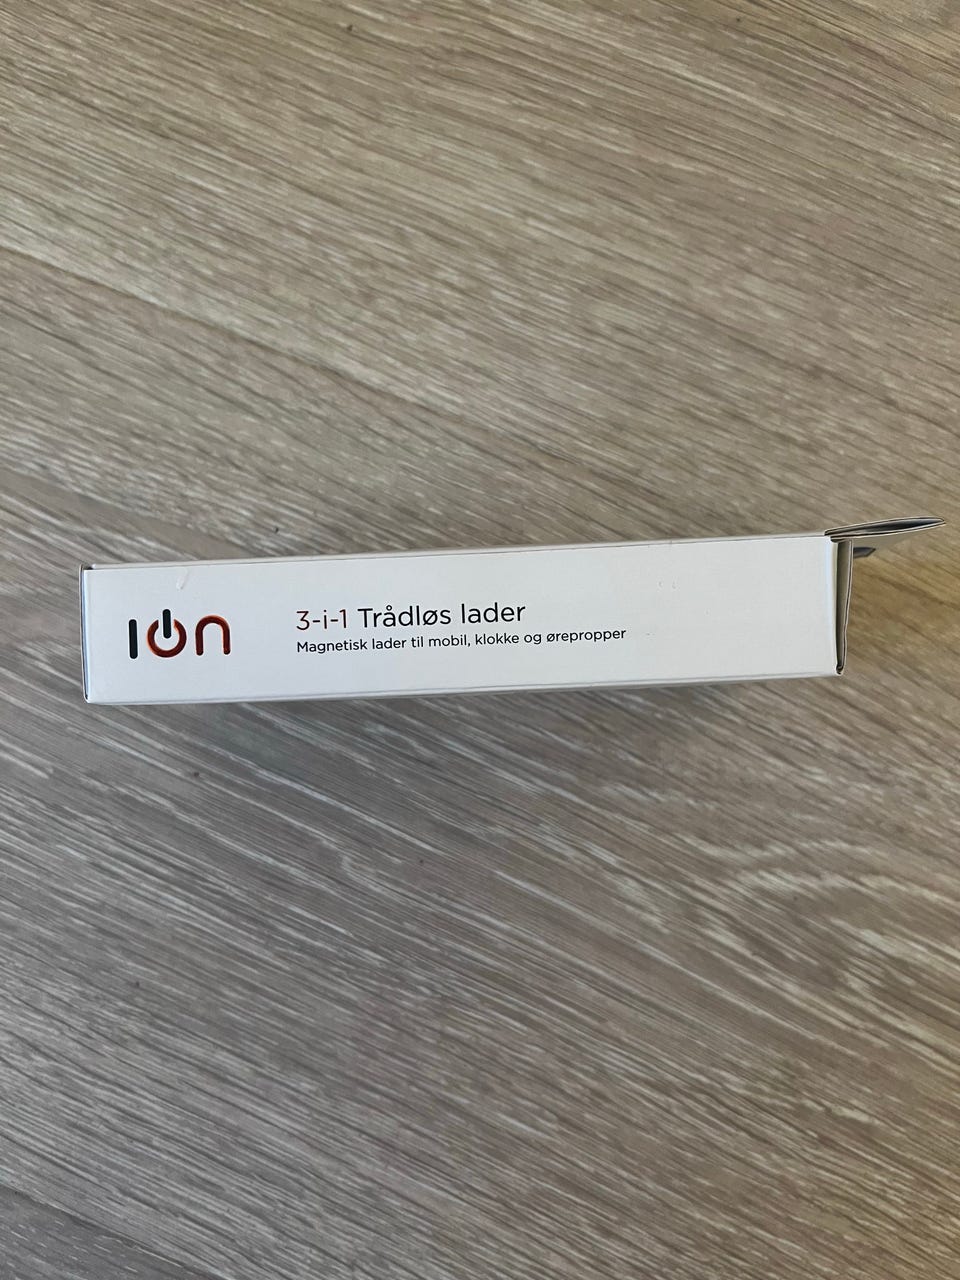 ION
3-i-1 Trådløs lader
Magnetisk lader til mobil, klokke og ørepropper